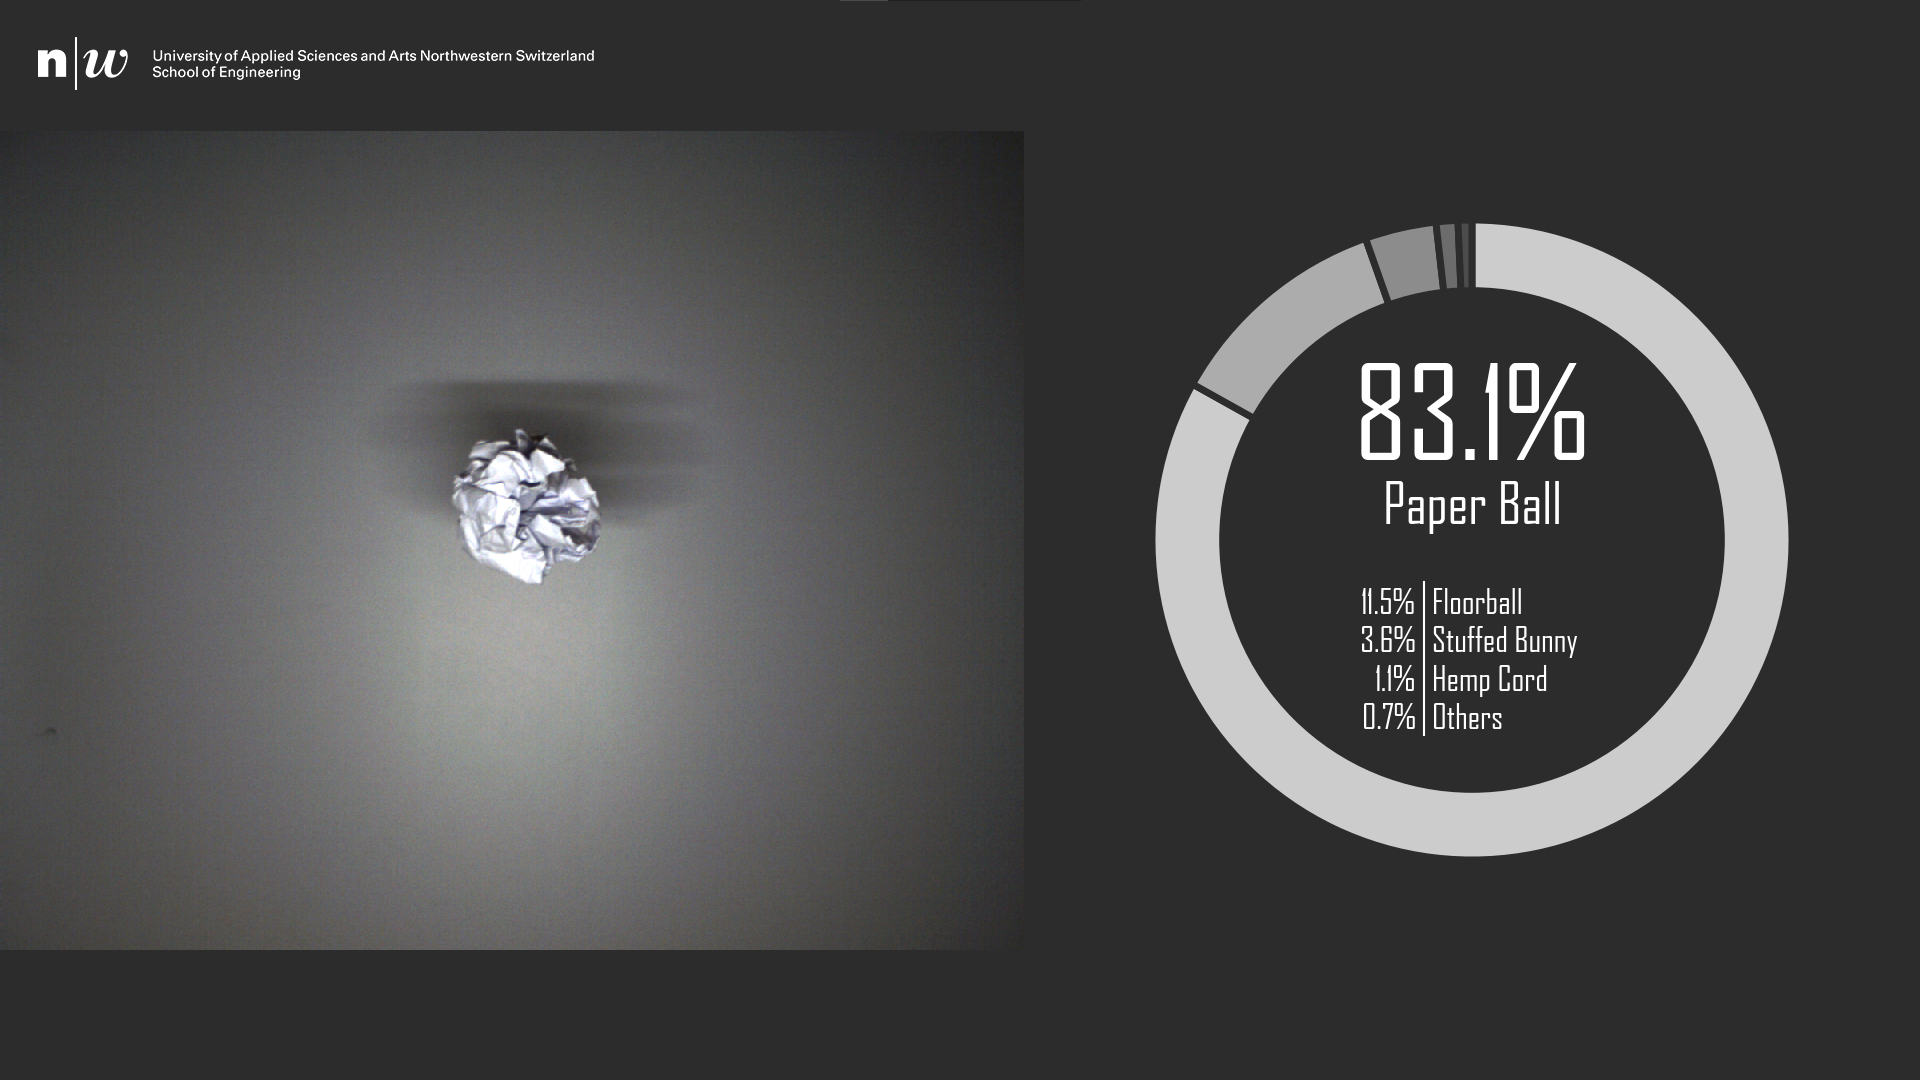 n|w
University of Applied Sciences and Arts Northwestern Switzerland
School of Engineering
83.1%
Paper Ball
11.5% Floorball
3.6% Stuffed Bunny
1.1% Hemp Cord
0.7% Others